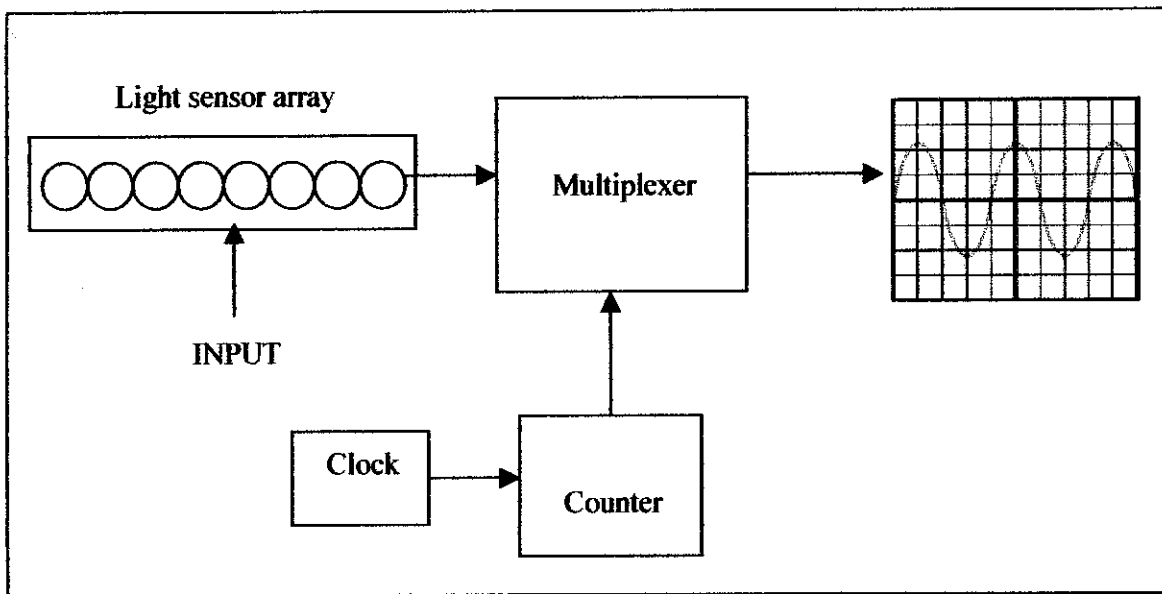 Light sensor array
Multiplexer
INPUT
Clock
Counter